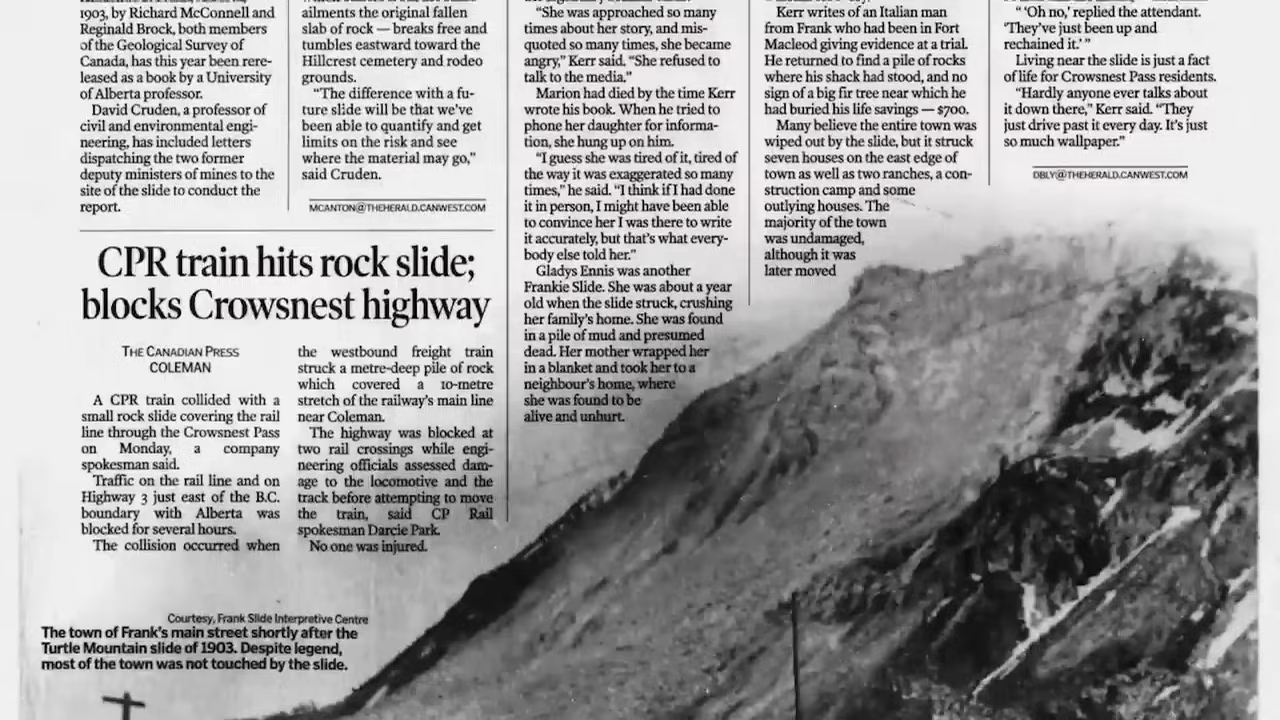 1903, by Richard McConnell and
Reginald Brock, both members
of the Geological Survey of
Canada, has this year been rere-
leased as a book by a University
of Alberta professor.
David Cruden, a professor of
civil and environmental engi-
neering, has included letters
dispatching the two former
deputy ministers of mines to the
site of the slide to conduct the
report.
ailments the original fallen
slab of rock — breaks free and
tumbles eastward toward the
Hillcrest cemetery and rodeo
grounds.
“The difference with a fu-
ture slide will be that we’ve
been able to quantify and get
limits on the risk and see
where the material may go,”
said Cruden.
MCANTON@THEHERALD.CANWEST.COM
CPR train hits rock slide;
blocks Crowsnest highway
THE CANADIAN PRESS
COLEMAN
A CPR train collided with a
small rock slide covering the rail
line through the Crowsnest Pass
on Monday, a company
spokesman said.
Traffic on the rail line and on
Highway 3 just east of the B.C.
boundary with Alberta was
blocked for several hours.
The collision occurred when
the westbound freight train
struck a metre-deep pile of rock
which covered a 10-metre
stretch of the railway’s main line
near Coleman.
The highway was blocked at
two rail crossings while engi-
neering officials assessed dam-
age to the locomotive and the
track before attempting to move
the train, said CP Rail
spokesman Darcie Park.
No one was injured.
“She was approached so many
times about her story, and mis-
quoted so many times, she became
angry,” Kerr said. “She refused to
talk to the media.”
Marion had died by the time Kerr
wrote his book. When he tried to
phone her daughter for informa-
tion, she hung up on him.
“I guess she was tired of it, tired of
the way it was exaggerated so many
times,” he said. “I think if I had done
it in person, I might have been able
to convince her I was there to write
it accurately, but that’s what every-
body else told her.”
Gladys Ennis was another
Frankie Slide. She was about a year
old when the slide struck, crushing
her family’s home. She was found
in a pile of mud and presumed
dead. Her mother wrapped her
in a blanket and took her to a
neighbour’s home, where
she was found to be
alive and unhurt.
Kerr writes of an Italian man
from Frank who had been in Fort
Macleod giving evidence at a trial.
He returned to find a pile of rocks
where his shack had stood, and no
sign of a big fir tree near which he
had buried his life savings — $700.
Many believe the entire town was
wiped out by the slide, but it struck
seven houses on the east edge of
town as well as two ranches, a con-
struction camp and some
outlying houses. The
majority of the town
was undamaged,
although it was
later moved
“ ‘Oh no,’ replied the attendant.
‘They’ve just been up and
rechained it.’ ”
Living near the slide is just a fact
of life for Crowsnest Pass residents.
“Hardly anyone ever talks about
it down there,” Kerr said. “They
just drive past it every day. It’s just
so much wallpaper.”
DBLY@THEHERALD.CANWEST.COM
Courtesy, Frank Slide Interpretive Centre
The town of Frank’s main street shortly after the
Turtle Mountain slide of 1903. Despite legend,
most of the town was not touched by the slide.